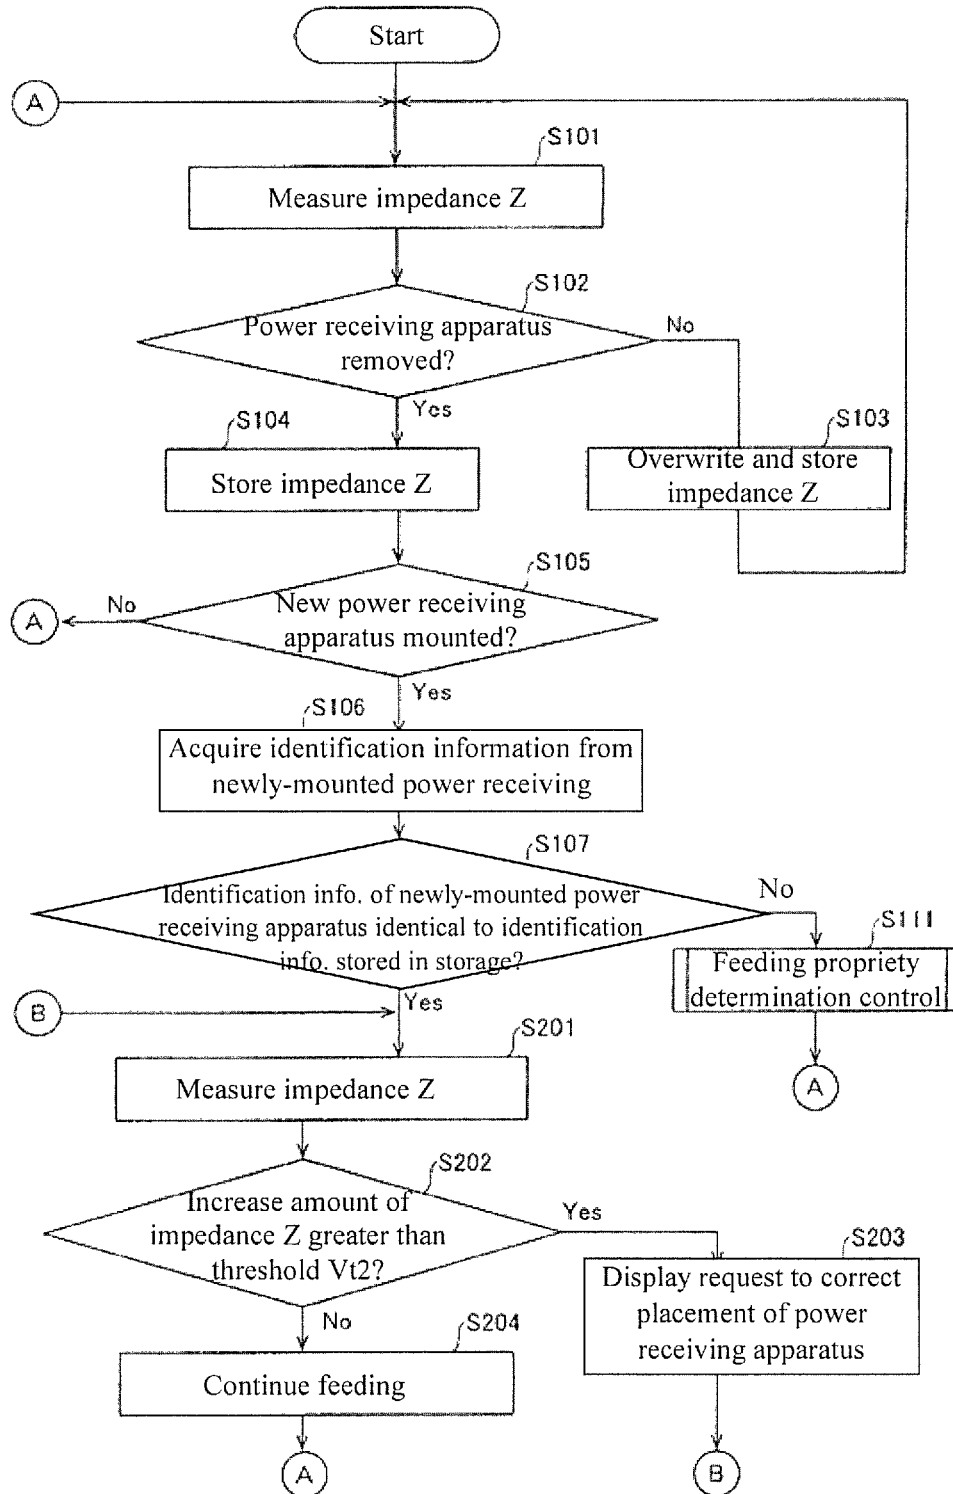 Start
A
S101
Measure impedance Z
S102
Power receiving apparatus
removed?
No
Yes
S104
Store impedance Z
S103
Overwrite and store
impedance Z
S105
New power receiving
apparatus mounted?
No
A
Yes
S106
Acquire identification information from
newly-mounted power receiving
S107
Identification info. of newly-mounted power
receiving apparatus identical to identification
info. stored in storage?
No
S111
Feeding propriety
determination control
A
Yes
B
S201
Measure impedance Z
S202
Increase amount of
impedance Z greater than
threshold Vt2?
Yes
S203
Display request to correct
placement of power
receiving apparatus
B
No
S204
Continue feeding
A